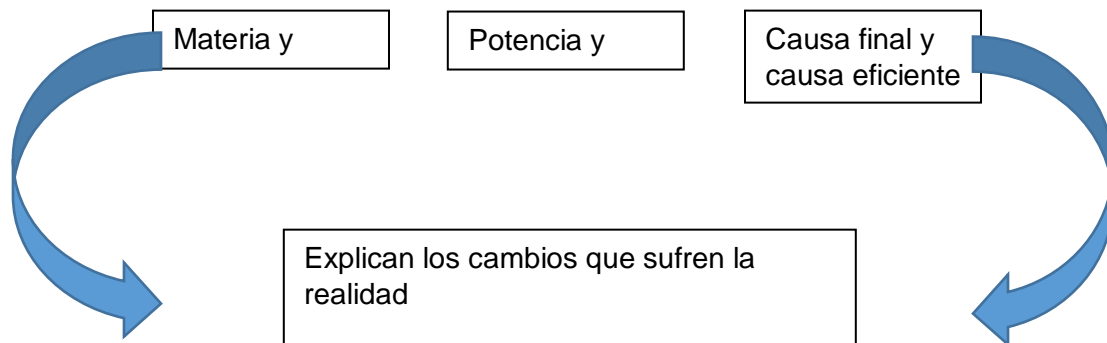 Materia y
Potencia y
Causa final y
causa eficiente
Explican los cambios que sufren la
realidad